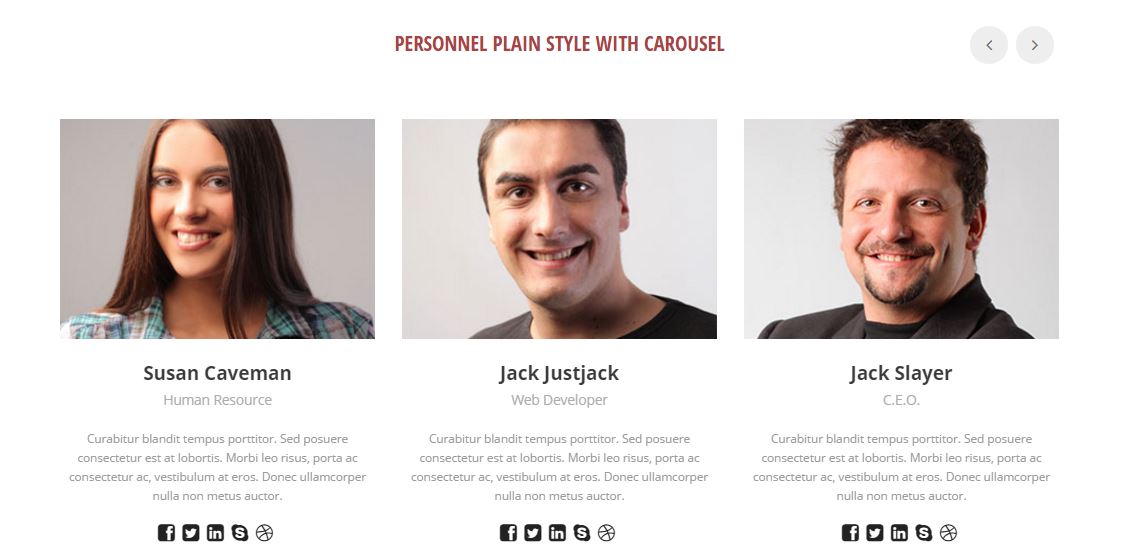 PERSONNEL PLAIN STYLE WITH CAROUSEL
Susan Caveman
Human Resource
Curabitur blandit tempus porttitor. Sed posuere
consectetur est at lobortis. Morbi leo risus, porta ac
consectetur ac, vestibulum at eros. Donec ullamcorper
nulla non metus auctor.
Jack Justjack
Web Developer
Curabitur blandit tempus porttitor. Sed posuere
consectetur est at lobortis. Morbi leo risus, porta ac
consectetur ac, vestibulum at eros. Donec ullamcorper
nulla non metus auctor.
Jack Slayer
C.E.O.
Curabitur blandit tempus porttitor. Sed posuere
consectetur est at lobortis. Morbi leo risus, porta ac
consectetur ac, vestibulum at eros. Donec ullamcorper
nulla non metus auctor.